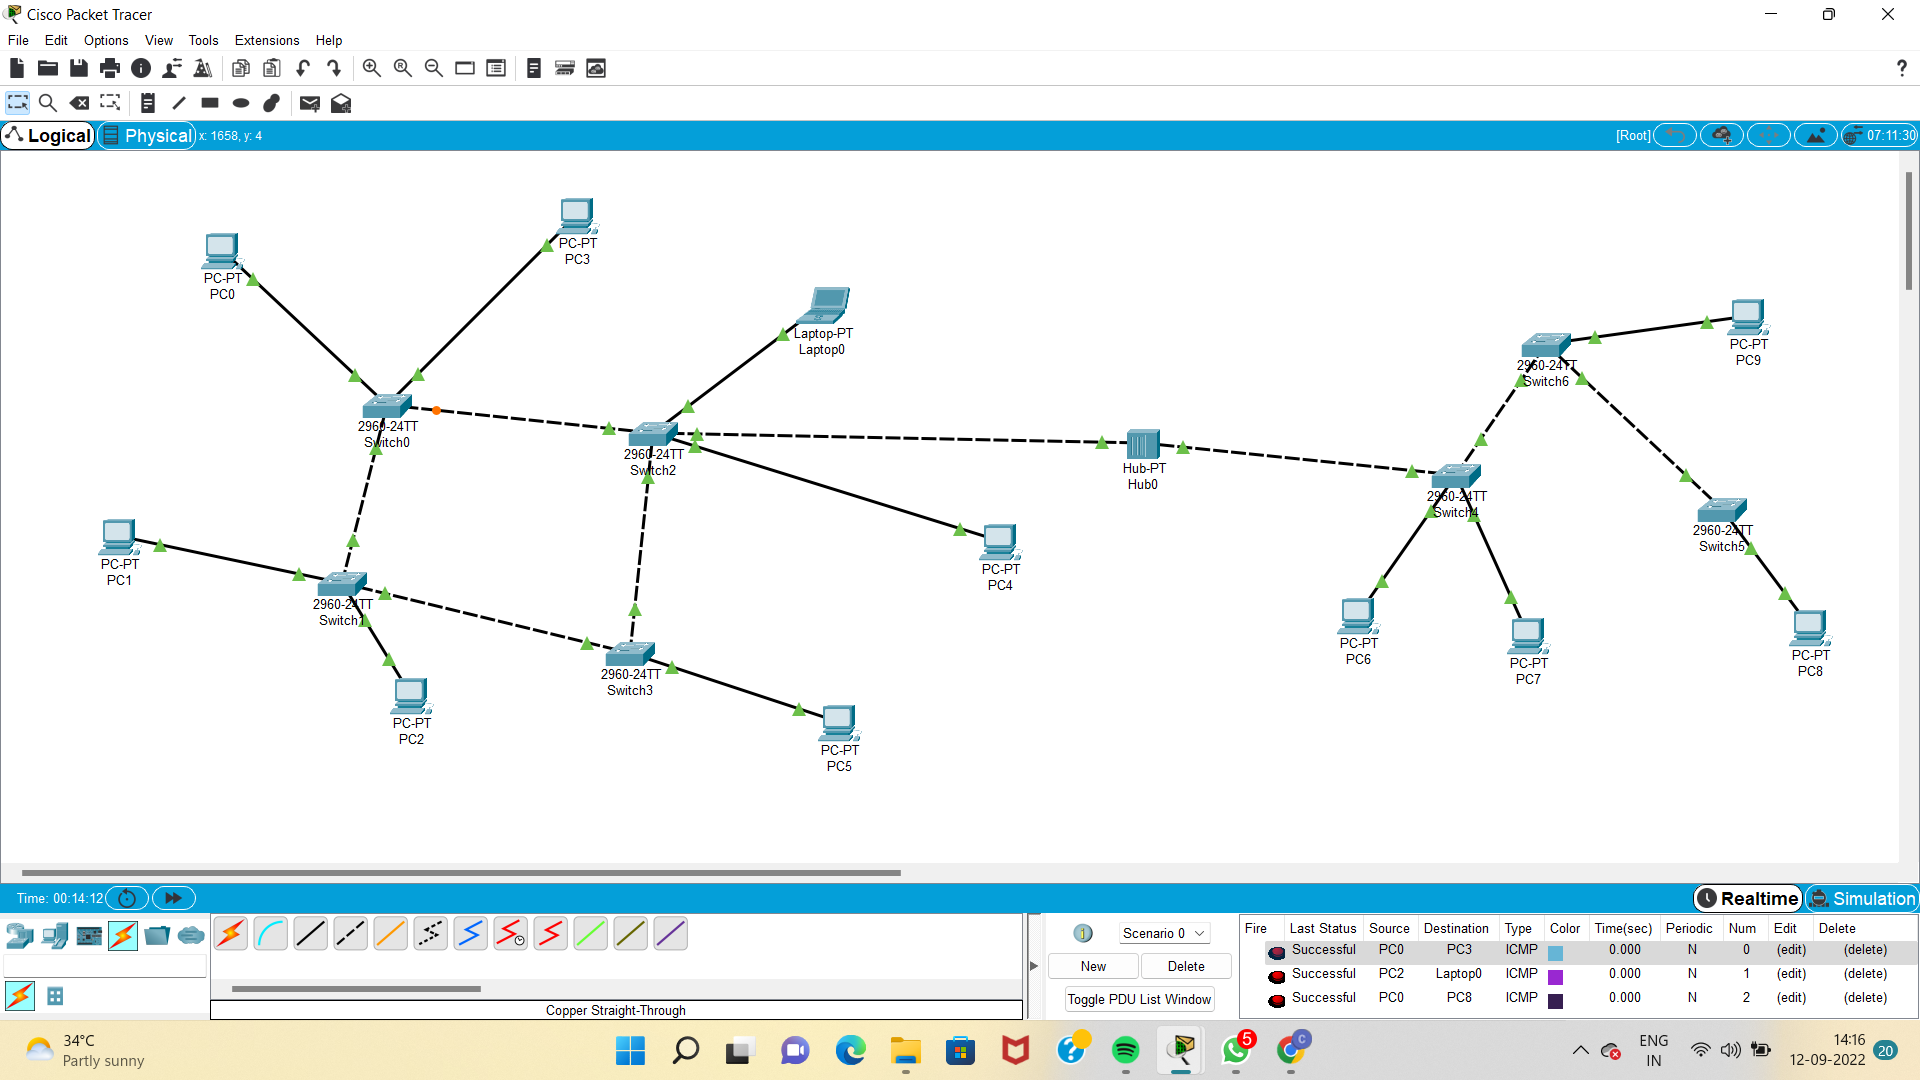 Cisco Packet Tracer
File Edit Options View Tools Extensions Help
Logical Physical x: 1658, y: 4 [Root] 07:11:30
PC-PT
PC0
PC-PT
PC3
Laptop-PT
Laptop0
2960-24TT
Switch0
2960-24TT
Switch2
Hub-PT
Hub0
2960-24TT
Switch6
PC-PT
PC9
2960-24TT
Switch4
2960-24TT
Switch5
PC-PT
PC1
2960-24TT
Switch1
PC-PT
PC4
PC-PT
PC6
PC-PT
PC7
PC-PT
PC8
2960-24TT
Switch3
PC-PT
PC2
PC-PT
PC5
Time: 00:14:12 Realtime Simulation
Scenario 0
New Delete
Toggle PDU List Window
Copper Straight-Through
Fire Last Status Source Destination Type Color Time(sec) Periodic Num Edit Delete
Successful PC0 PC3 ICMP 0.000 N 0 (edit) (delete)
Successful PC2 Laptop0 ICMP 0.000 N 1 (edit) (delete)
Successful PC0 PC8 ICMP 0.000 N 2 (edit) (delete)
34°C
Partly sunny
5
ENG
IN
14:16
12-09-2022
20